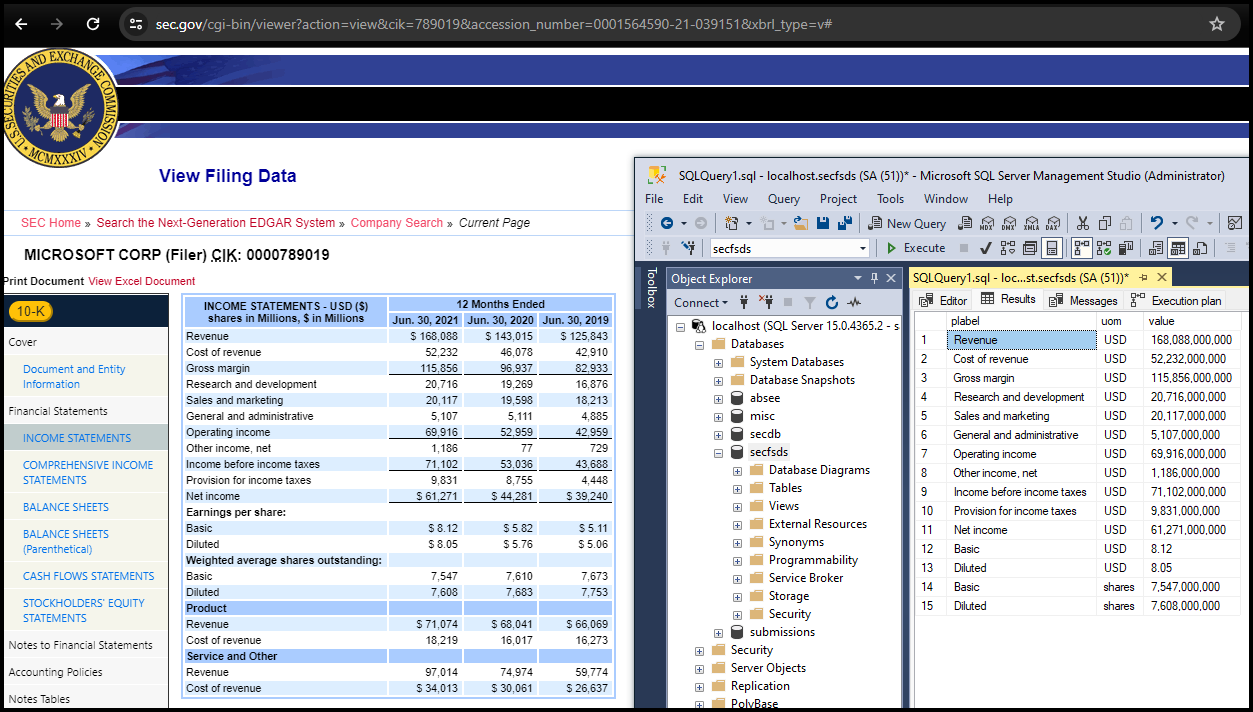 sec.gov/cgi-bin/viewer?action=view&cik=789019&accession_number=0001564590-21-039151&xbrl_type=v#
U.S. SECURITIES AND EXCHANGE COMMISSION
MCMXXXIV
View Filing Data
SEC Home » Search the Next-Generation EDGAR System » Company Search » Current Page
MICROSOFT CORP (Filer) CIK: 0000789019
Print Document View Excel Document
10-K
Cover
Document and Entity
Information
Financial Statements
INCOME STATEMENTS
COMPREHENSIVE INCOME
STATEMENTS
BALANCE SHEETS
BALANCE SHEETS
(Parenthetical)
CASH FLOWS STATEMENTS
STOCKHOLDERS' EQUITY
STATEMENTS
Notes to Financial Statements
Accounting Policies
Notes Tables
INCOME STATEMENTS - USD ($) 12 Months Ended
shares in Millions, $ in Millions Jun. 30, 2021 Jun. 30, 2020 Jun. 30, 2019
Revenue $ 168,088 $ 143,015 $ 125,843
Cost of revenue 52,232 46,078 42,910
Gross margin 115,856 96,937 82,933
Research and development 20,716 19,269 16,876
Sales and marketing 20,117 19,598 18,213
General and administrative 5,107 5,111 4,885
Operating income 69,916 52,959 42,959
Other income, net 1,186 77 729
Income before income taxes 71,102 53,036 43,688
Provision for income taxes 9,831 8,755 4,448
Net income $ 61,271 $ 44,281 $ 39,240
Earnings per share:
Basic $ 8.12 $ 5.82 $ 5.11
Diluted $ 8.05 $ 5.76 $ 5.06
Weighted average shares outstanding:
Basic 7,547 7,610 7,673
Diluted 7,608 7,683 7,753
Product
Revenue $ 71,074 $ 68,041 $ 66,069
Cost of revenue 18,219 16,017 16,273
Service and Other
Revenue 97,014 74,974 59,774
Cost of revenue $ 34,013 $ 30,061 $ 26,637
SQLQuery1.sql - localhost.secfsds (SA (51))* - Microsoft SQL Server Management Studio (Administrator)
File Edit View Query Project Tools Window Help
New Query MDX DMX XMLA DAX
secfsds Execute
Toolbox
Object Explorer
Connect
localhost (SQL Server 15.0.4365.2 - s
Databases
System Databases
Database Snapshots
absee
misc
secdb
secfsds
Database Diagrams
Tables
Views
External Resources
Synonyms
Programmability
Service Broker
Storage
Security
submissions
Security
Server Objects
Replication
PolyBase
SQLQuery1.sql - loc...st.secfsds (SA (51))*
Editor Results Messages Execution plan
plabel uom value
1 Revenue USD 168,088,000,000
2 Cost of revenue USD 52,232,000,000
3 Gross margin USD 115,856,000,000
4 Research and development USD 20,716,000,000
5 Sales and marketing USD 20,117,000,000
6 General and administrative USD 5,107,000,000
7 Operating income USD 69,916,000,000
8 Other income, net USD 1,186,000,000
9 Income before income taxes USD 71,102,000,000
10 Provision for income taxes USD 9,831,000,000
11 Net income USD 61,271,000,000
12 Basic USD 8.12
13 Diluted USD 8.05
14 Basic shares 7,547,000,000
15 Diluted shares 7,608,000,000